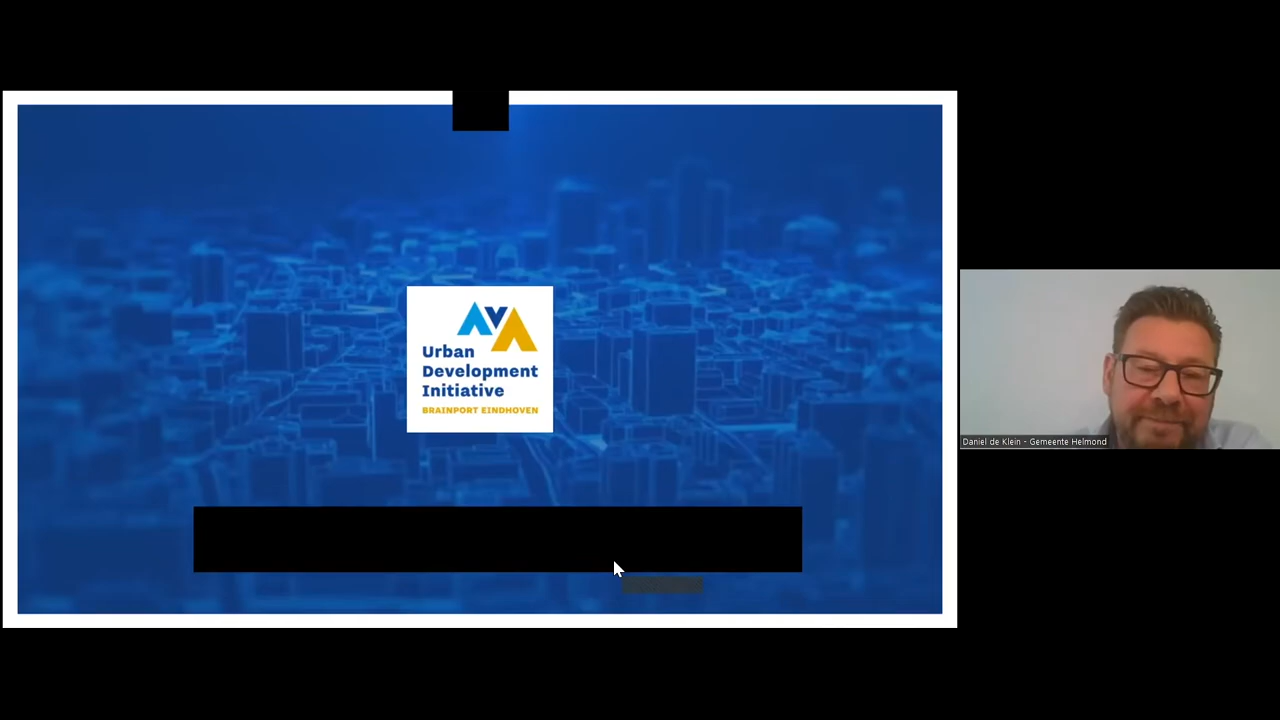 Urban
Development
Initiative
BRAINPORT EINDHOVEN
Daniel de Klein - Gemeente Helmond